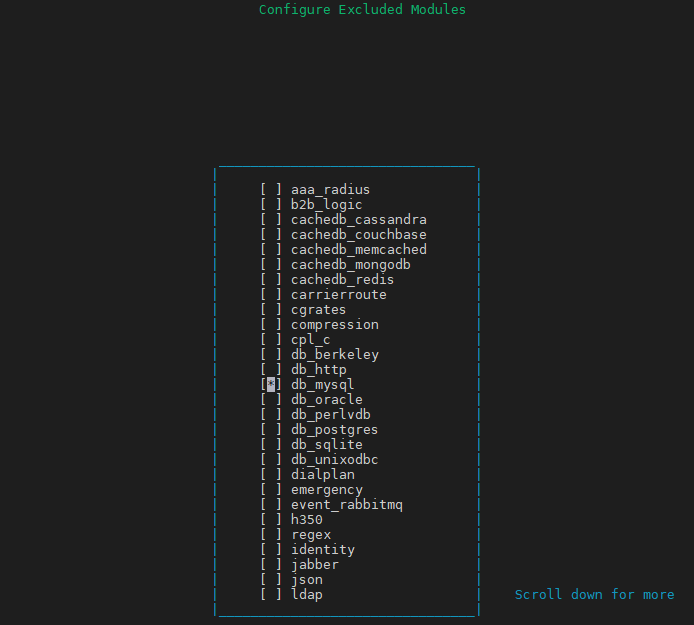 Configure Excluded Modules
[ ] aaa_radius
[ ] b2b_logic
[ ] cachedb_cassandra
[ ] cachedb_couchbase
[ ] cachedb_memcached
[ ] cachedb_mongodb
[ ] cachedb_redis
[ ] carrierroute
[ ] cgrates
[ ] compression
[ ] cpl_c
[ ] db_berkeley
[ ] db_http
[*] db_mysql
[ ] db_oracle
[ ] db_perlvdb
[ ] db_postgres
[ ] db_sqlite
[ ] db_unixodbc
[ ] dialplan
[ ] emergency
[ ] event_rabbitmq
[ ] h350
[ ] regex
[ ] identity
[ ] jabber
[ ] json
[ ] ldap
Scroll down for more